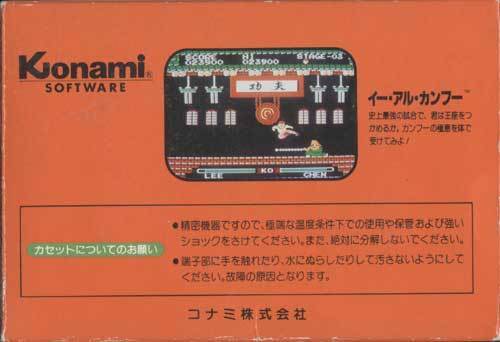 Konami®
SOFTWARE
SCORE 01 STAGE-03
023900 023900
功夫
KO
LEE CHEN
イー・アル・カンフー™
史上最強の試合で、君は王座をつ
かめるか。カンフーの極意を体で
受けてみよ！
カセットについてのお願い
●精密機器ですので、極端な温度条件下での使用や保管および強い
ショックをさけてください。また、絶対に分解しないでください。
●端子部に手を触れたり、水にぬらしたりして汚さないようにして
ください。故障の原因となります。
コナミ株式会社